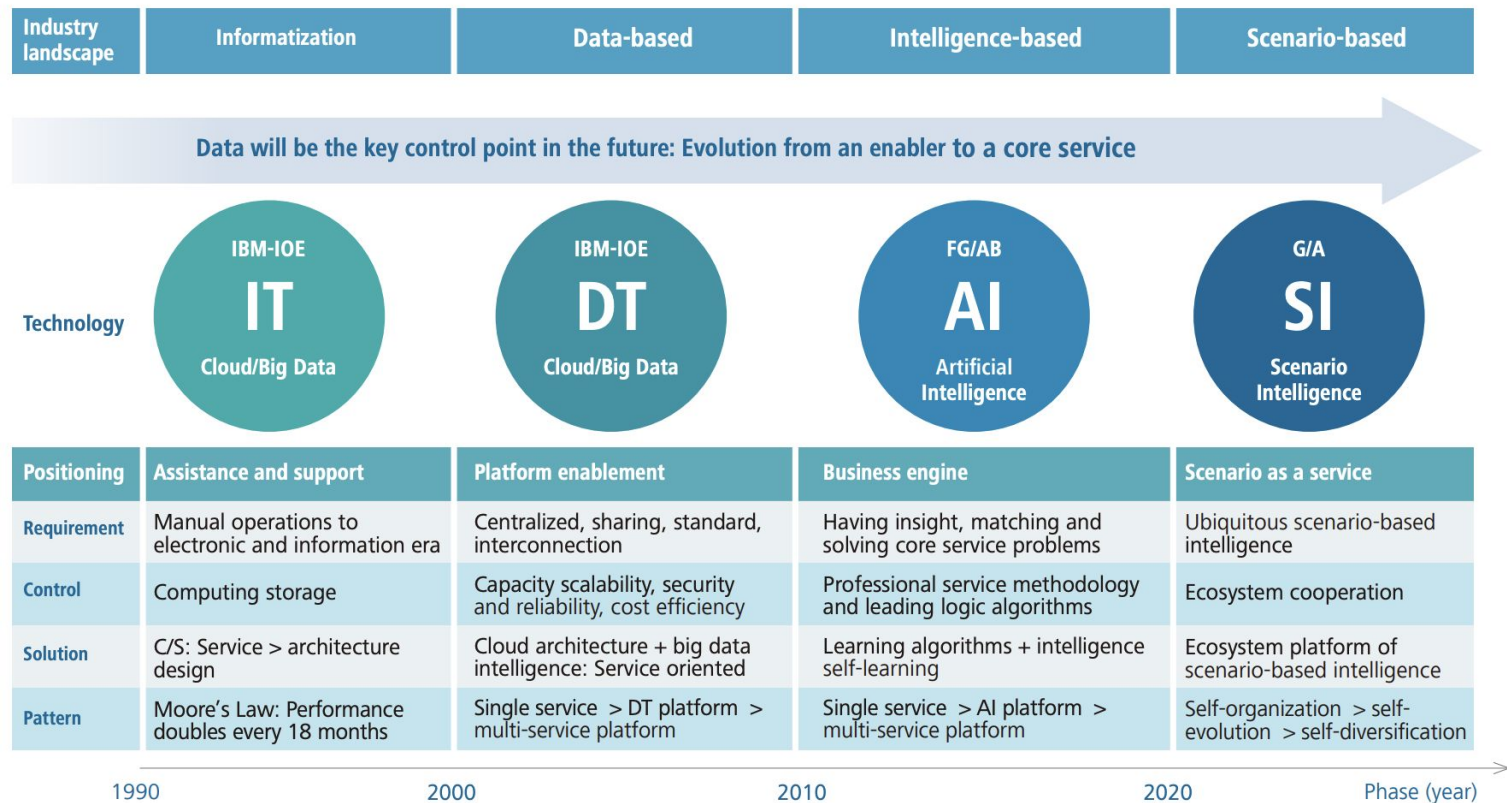 Industry
landscape
Informatization
Data-based
Intelligence-based
Scenario-based
Data will be the key control point in the future: Evolution from an enabler to a core service
Technology
IBM-IOE
IT
Cloud/Big Data
IBM-IOE
DT
Cloud/Big Data
FG/AB
AI
Artificial
Intelligence
G/A
SI
Scenario
Intelligence
Positioning
Assistance and support
Platform enablement
Business engine
Scenario as a service
Requirement
Manual operations to
electronic and information era
Centralized, sharing, standard,
interconnection
Having insight, matching and
solving core service problems
Ubiquitous scenario-based
intelligence
Control
Computing storage
Capacity scalability, security
and reliability, cost efficiency
Professional service methodology
and leading logic algorithms
Ecosystem cooperation
Solution
C/S: Service > architecture
design
Cloud architecture + big data
intelligence: Service oriented
Learning algorithms + intelligence
self-learning
Ecosystem platform of
scenario-based intelligence
Pattern
Moore's Law: Performance
doubles every 18 months
Single service > DT platform >
multi-service platform
Single service > AI platform >
multi-service platform
Self-organization > self-
evolution > self-diversification
1990
2000
2010
2020
Phase (year)